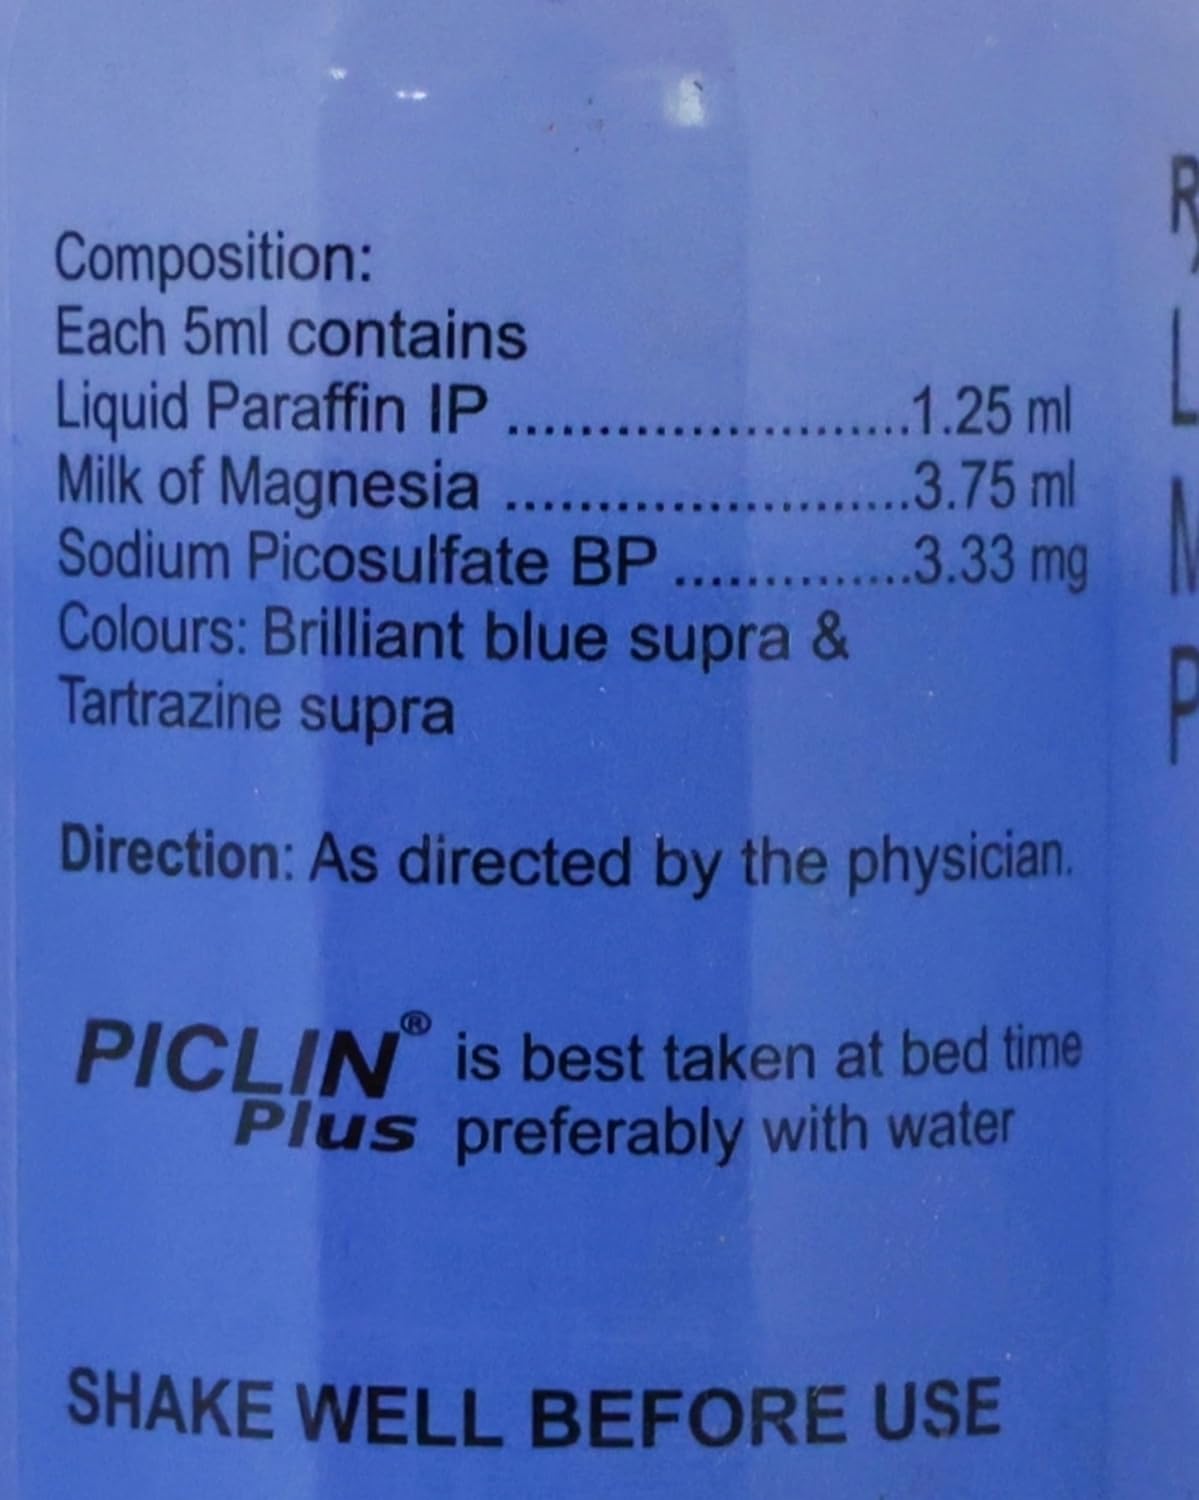 Composition:
Each 5ml contains
Liquid Paraffin IP ...........................1.25 ml
Milk of Magnesia ...........................3.75 ml
Sodium Picosulfate BP ................3.33 mg
Colours: Brilliant blue supra &
Tartrazine supra
Direction: As directed by the physician.
PICLIN® is best taken at bed time
Plus preferably with water
SHAKE WELL BEFORE USE